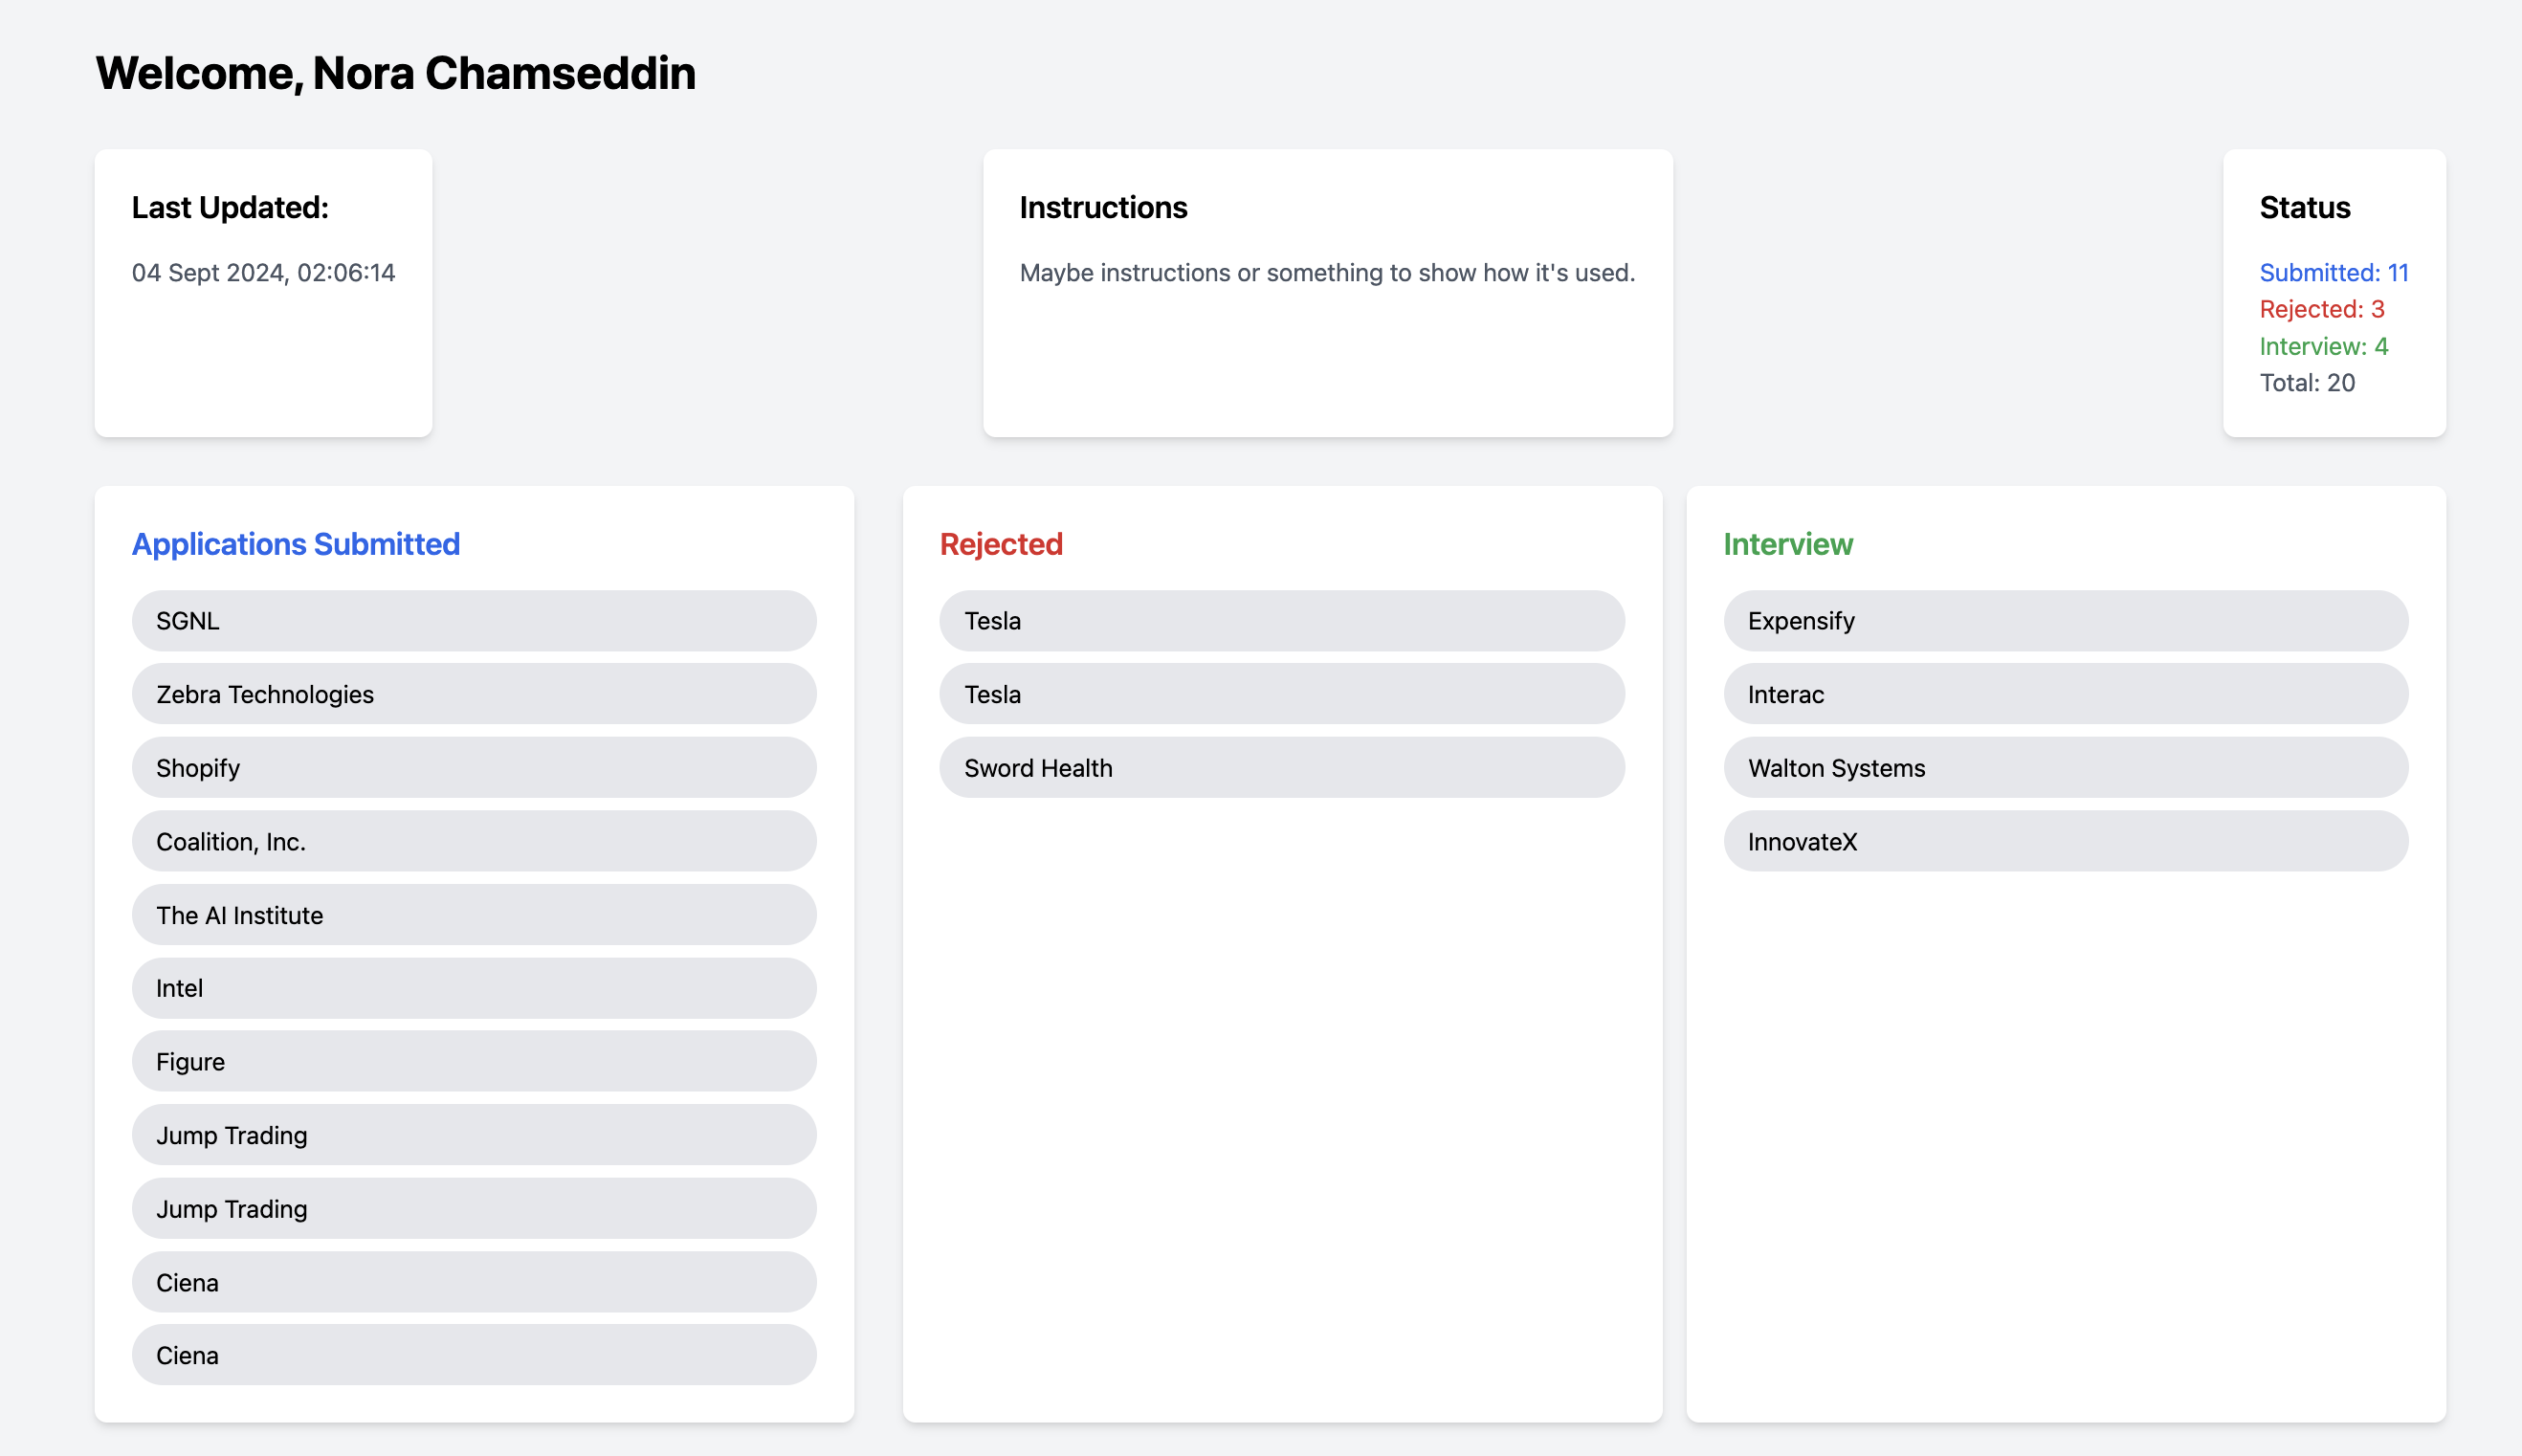 Welcome, Nora Chamseddin
Last Updated:
04 Sept 2024, 02:06:14
Instructions
Maybe instructions or something to show how it's used.
Status
Submitted: 11
Rejected: 3
Interview: 4
Total: 20
Applications Submitted
SGNL
Zebra Technologies
Shopify
Coalition, Inc.
The AI Institute
Intel
Figure
Jump Trading
Jump Trading
Ciena
Ciena
Rejected
Tesla
Tesla
Sword Health
Interview
Expensify
Interac
Walton Systems
InnovateX